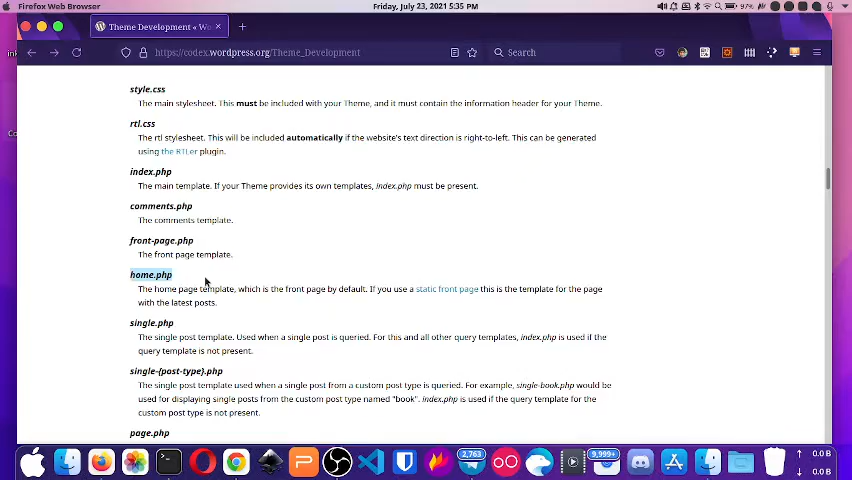 Firefox Web Browser
Friday, July 23, 2021 5:35 PM
97%
Theme Development « Wo
https://codex.wordpress.org/Theme_Development
Search
style.css
The main stylesheet. This must be included with your Theme, and it must contain the information header for your Theme.
rtl.css
The rtl stylesheet. This will be included automatically if the website's text direction is right-to-left. This can be generated
using the RTLer plugin.
index.php
The main template. If your Theme provides its own templates, index.php must be present.
comments.php
The comments template.
front-page.php
The front page template.
home.php
The home page template, which is the front page by default. If you use a static front page this is the template for the page
with the latest posts.
single.php
The single post template. Used when a single post is queried. For this and all other query templates, index.php is used if the
query template is not present.
single-{post-type}.php
The single post template used when a single post from a custom post type is queried. For example, single-book.php would be
used for displaying single posts from the custom post type named "book". index.php is used if the query template for the
custom post type is not present.
page.php
2,763
9,999+
0.0 B
0.0 B